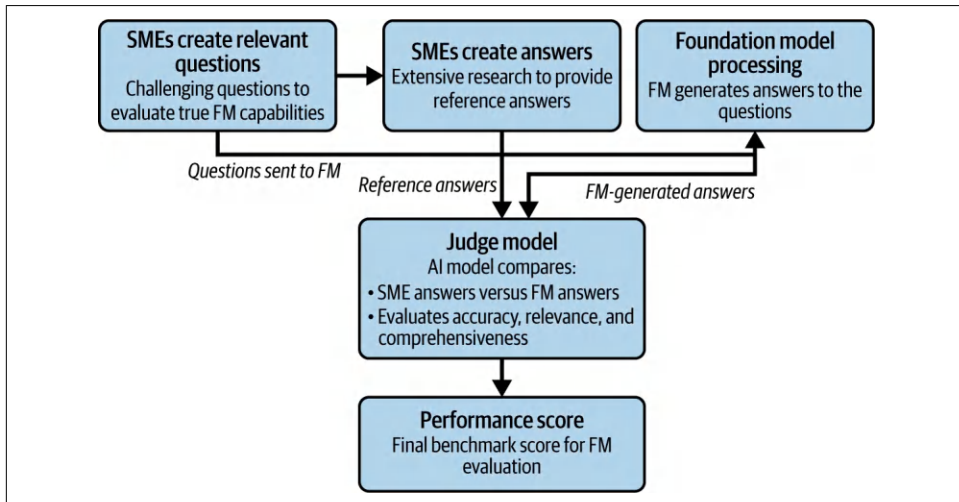 SMEs create relevant
questions
Challenging questions to
evaluate true FM capabilities
SMEs create answers
Extensive research to provide
reference answers
Foundation model
processing
FM generates answers to the
questions
Questions sent to FM
Reference answers
FM-generated answers
Judge model
AI model compares:
• SME answers versus FM answers
• Evaluates accuracy, relevance, and
comprehensiveness
Performance score
Final benchmark score for FM
evaluation